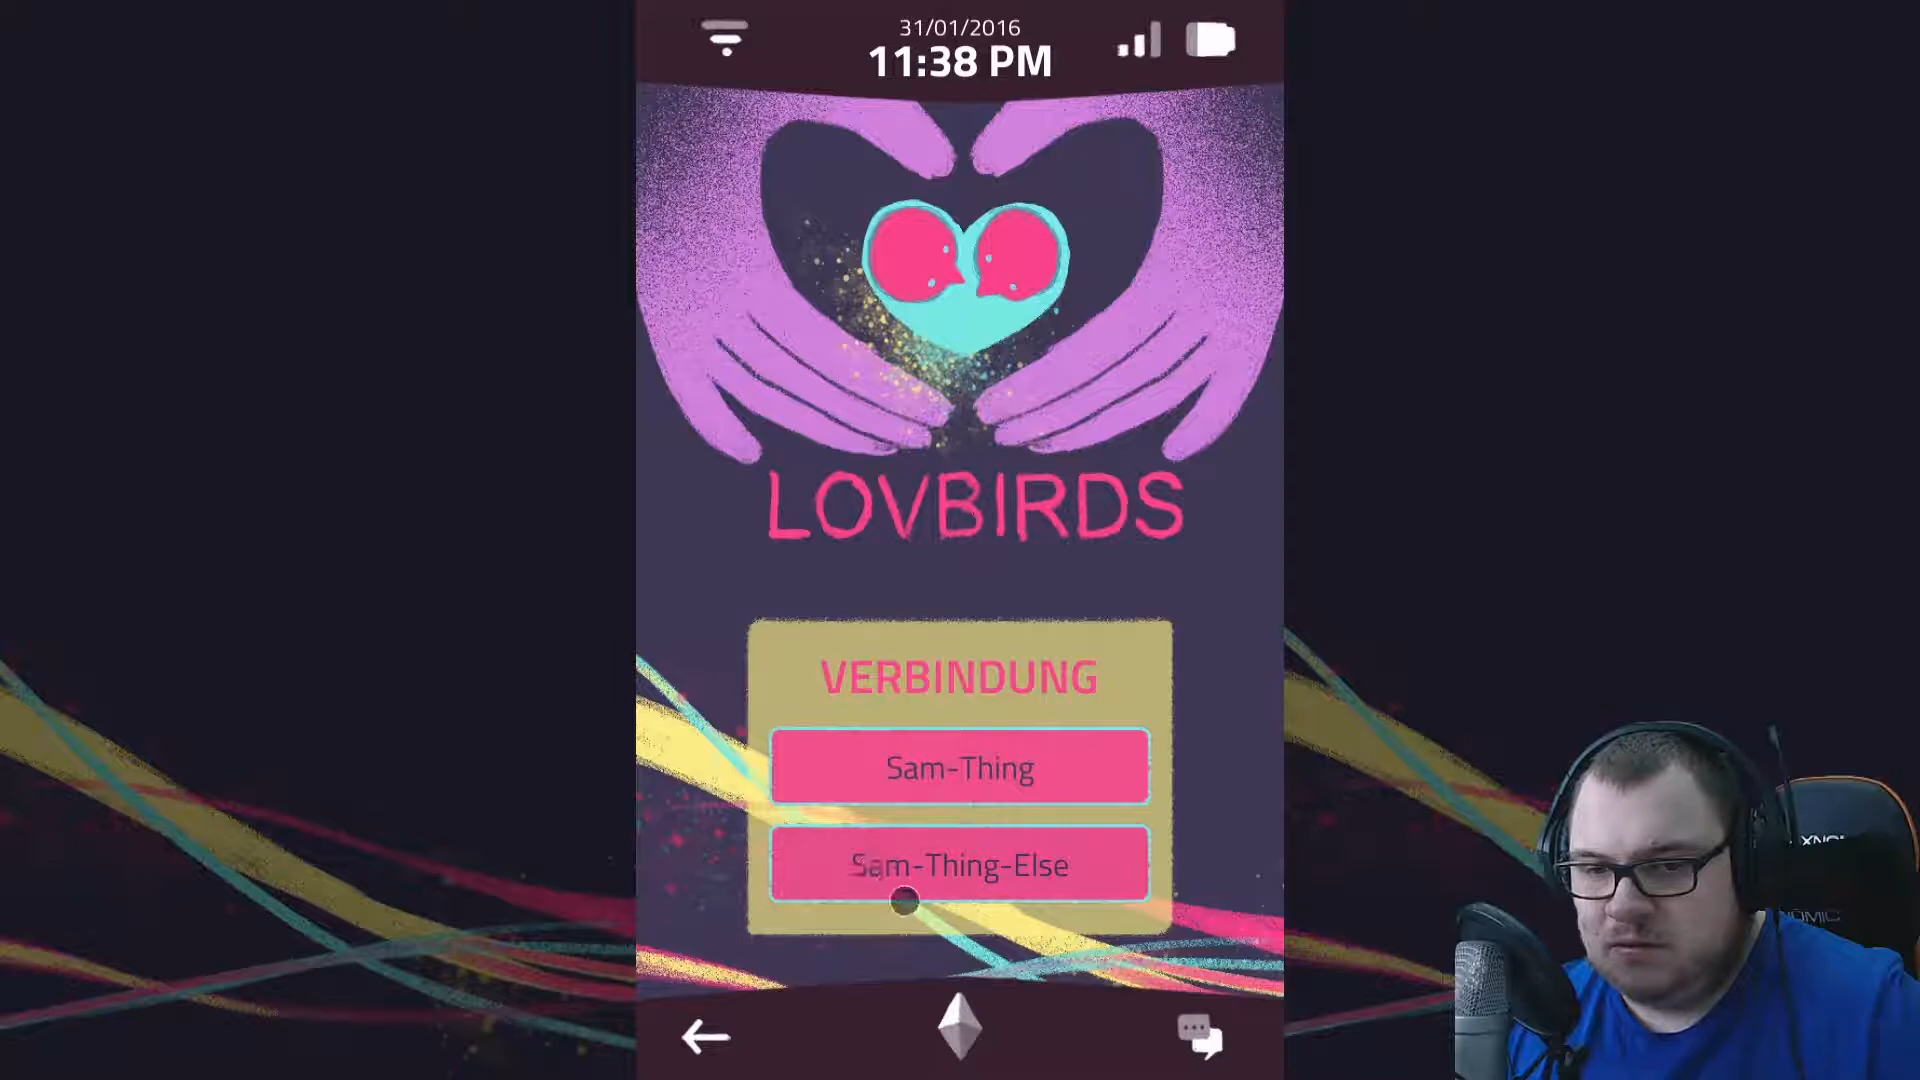 31/01/2016
11:38 PM
LOVBIRDS
VERBINDUNG
Sam-Thing
Sam-Thing-Else